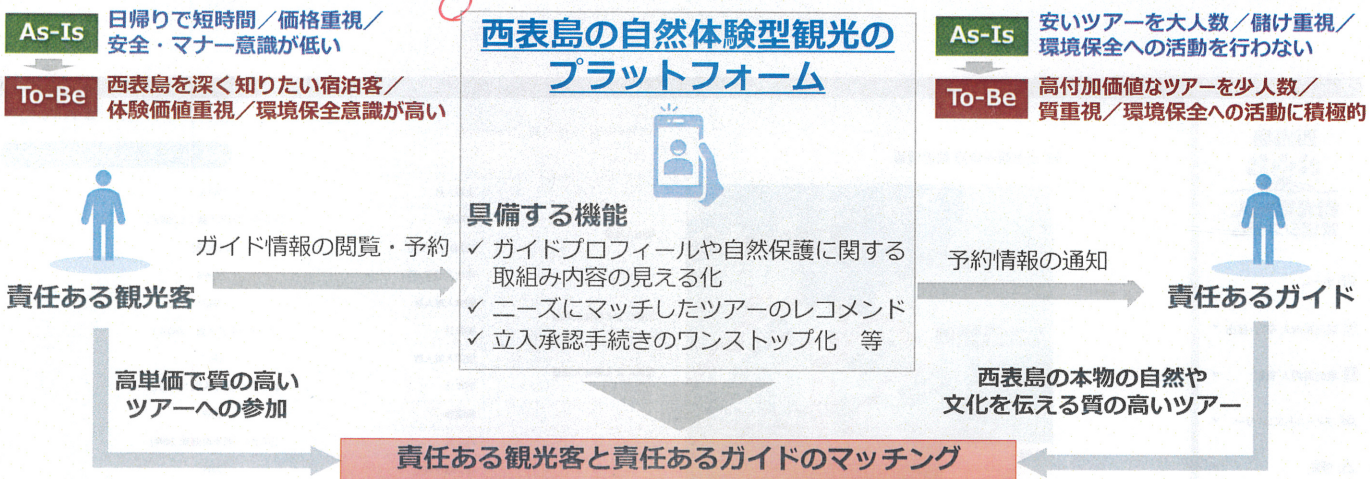 As-Is
日帰りで短時間／価格重視／
安全・マナー意識が低い
To-Be
西表島を深く知りたい宿泊客／
体験価値重視／環境保全意識が高い
西表島の自然体験型観光の
プラットフォーム
As-Is
安いツアーを大人数／儲け重視／
環境保全への活動を行わない
To-Be
高付加価値なツアーを少人数／
質重視／環境保全への活動に積極的
責任ある観光客
ガイド情報の閲覧・予約
具備する機能
✓ ガイドプロフィールや自然保護に関する
取組み内容の見える化
✓ ニーズにマッチしたツアーのレコメンド
✓ 立入承認手続きのワンストップ化　等
予約情報の通知
責任あるガイド
高単価で質の高い
ツアーへの参加
西表島の本物の自然や
文化を伝える質の高いツアー
責任ある観光客と責任あるガイドのマッチング